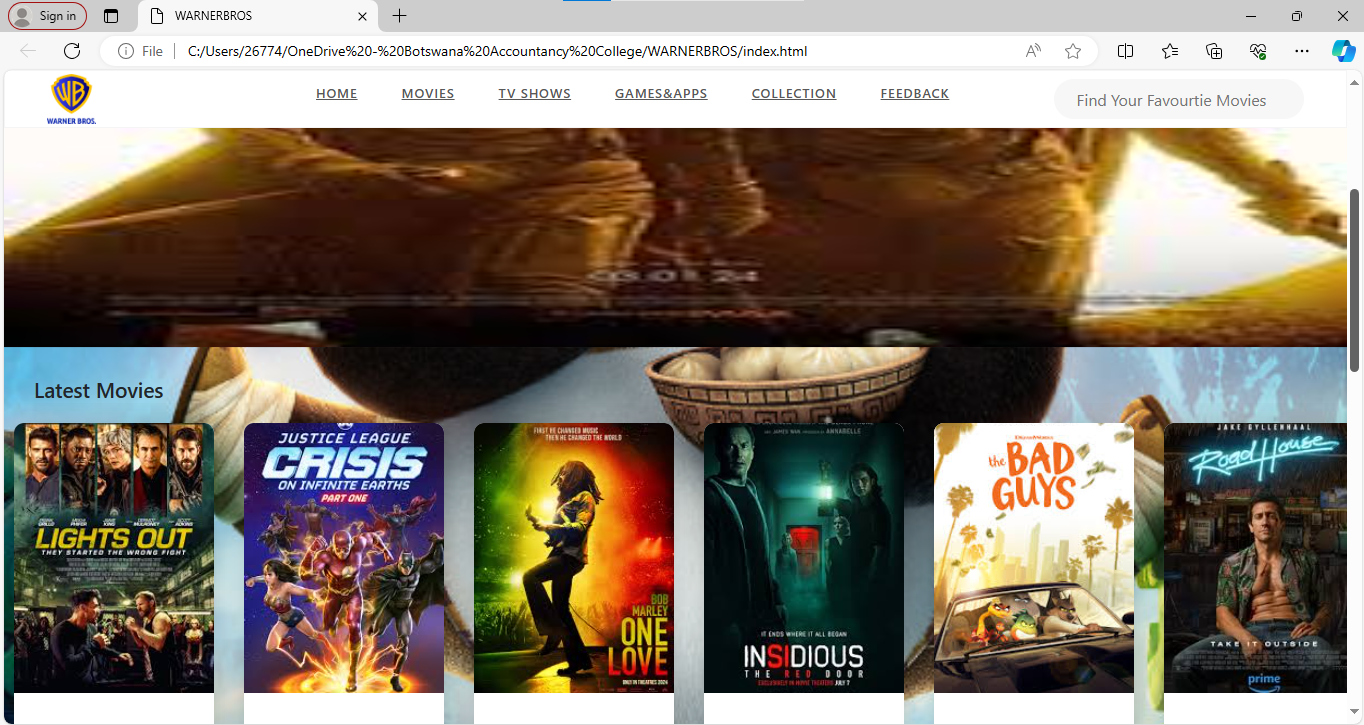 Sign in
WARNERBROS
File
C:/Users/26774/OneDrive%20-%20Botswana%20Accountancy%20College/WARNERBROS/index.html
WB
WARNER BROS.
HOME
MOVIES
TV SHOWS
GAMES&APPS
COLLECTION
FEEDBACK
Find Your Favourtie Movies
Latest Movies
LIGHTS OUT
THEY STARTED THE WRONG FIGHT
JUSTICE LEAGUE
CRISIS
ON INFINITE EARTHS
PART ONE
FIRST HE CHANGED MUSIC
THEN HE CHANGED THE WORLD
BOB
MARLEY
ONE
LOVE
ONLY IN THEATRES 2024
ANNABELLE
IT ENDS WHERE IT ALL BEGAN
INSIDIOUS
THE RED DOOR
EXCLUSIVELY IN MOVIE THEATERS JULY 7
the
BAD
GUYS
JAKE GYLLENHAAL
Road House
TAKE IT OUTSIDE
prime